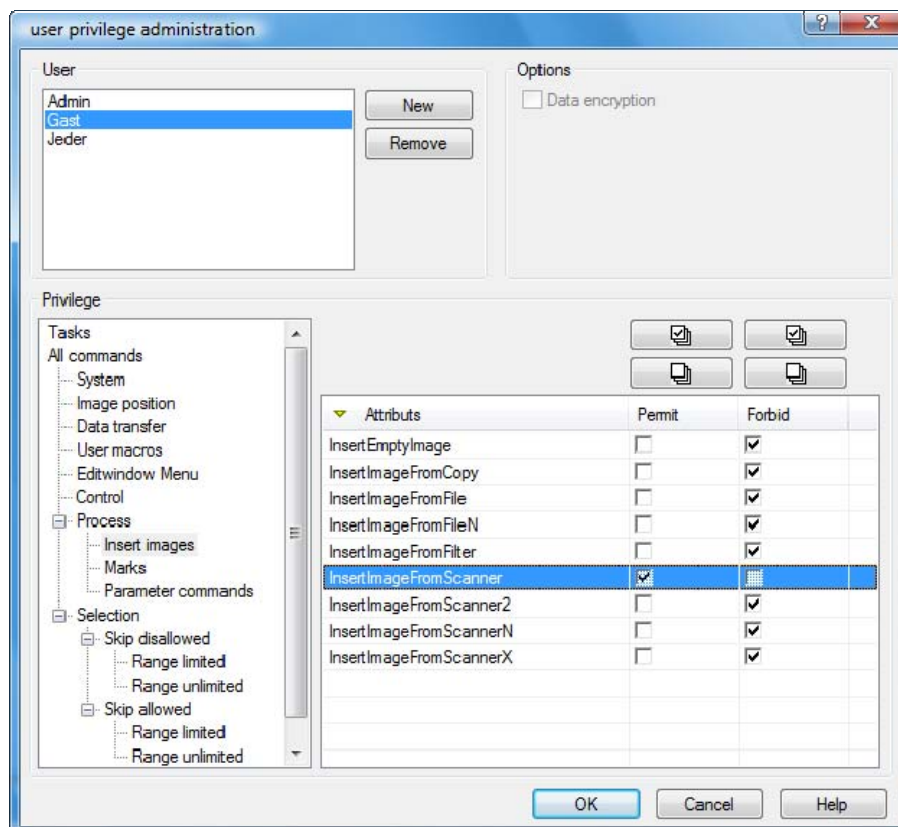 user privilege administration
User
Options
Admin
Gast
Jeder
New
Remove
Data encryption
Privilege
Tasks
All commands
System
Image position
Data transfer
User macros
Editwindow Menu
Control
Process
Insert images
Marks
Parameter commands
Selection
Skip disallowed
Range limited
Range unlimited
Skip allowed
Range limited
Range unlimited
Attributs Permit Forbid
InsertEmptyImage
InsertImageFromCopy
InsertImageFromFile
InsertImageFromFileN
InsertImageFromFilter
InsertImageFromScanner
InsertImageFromScanner2
InsertImageFromScannerN
InsertImageFromScannerX
OK
Cancel
Help